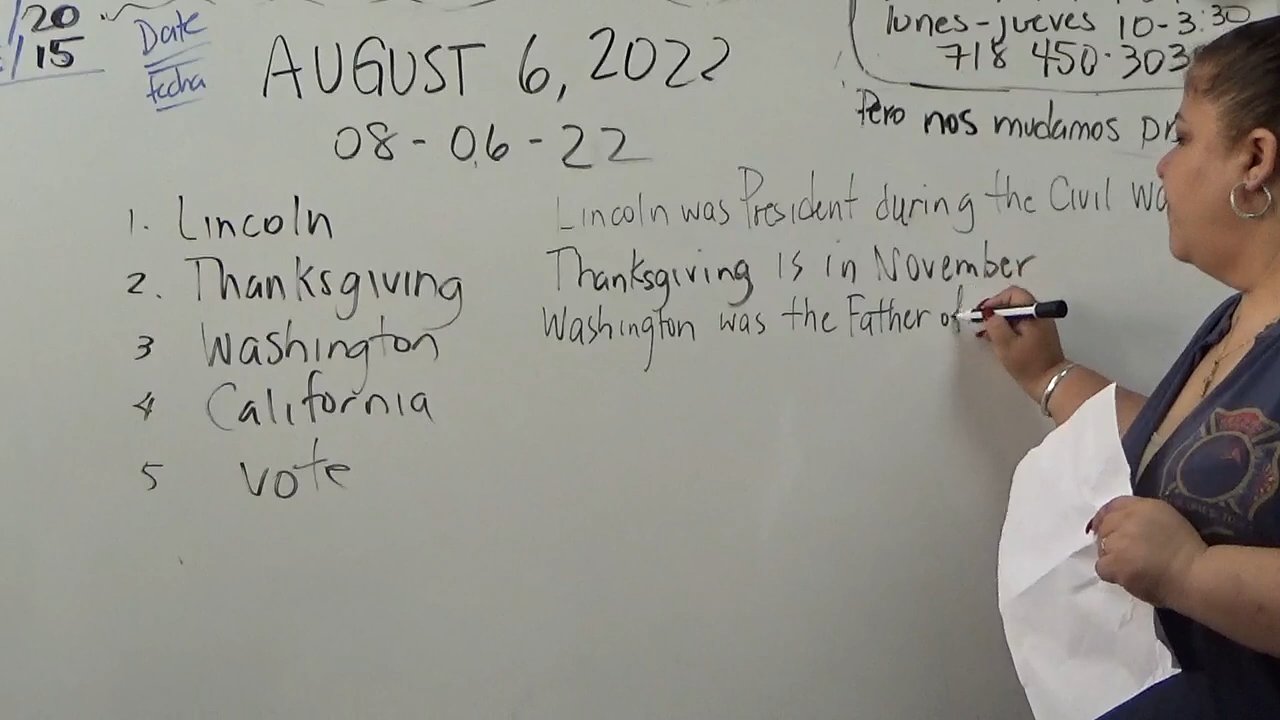 /20
/15
Date
Fecha
AUGUST 6, 2022
08-06-22
lunes-jueves 10-3:30
718 450-303
Pero nos mudamos
1. Lincoln
2. Thanksgiving
3 Washington
4 California
5 vote
Lincoln was President during the Civil Wa
Thanksgiving is in November
Washington was the Father of